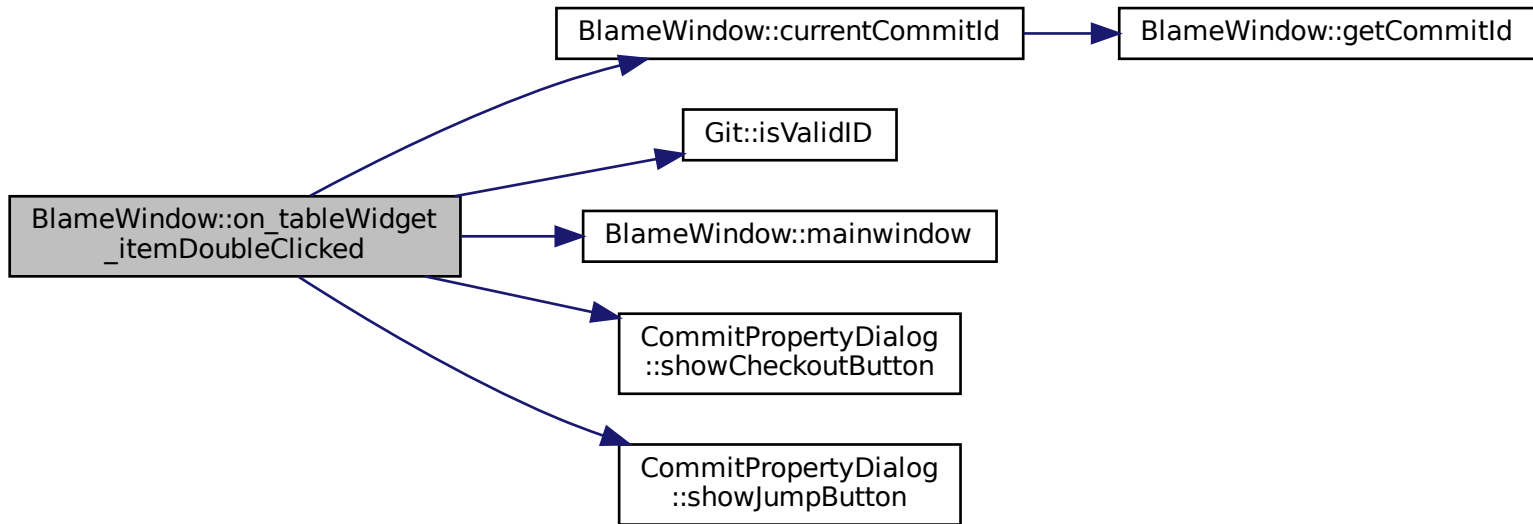 BlameWindow::currentCommitId
BlameWindow::getCommitId
Git::isValidID
BlameWindow::on_tableWidget
_itemDoubleClicked
BlameWindow::mainwindow
CommitPropertyDialog
::showCheckoutButton
CommitPropertyDialog
::showJumpButton